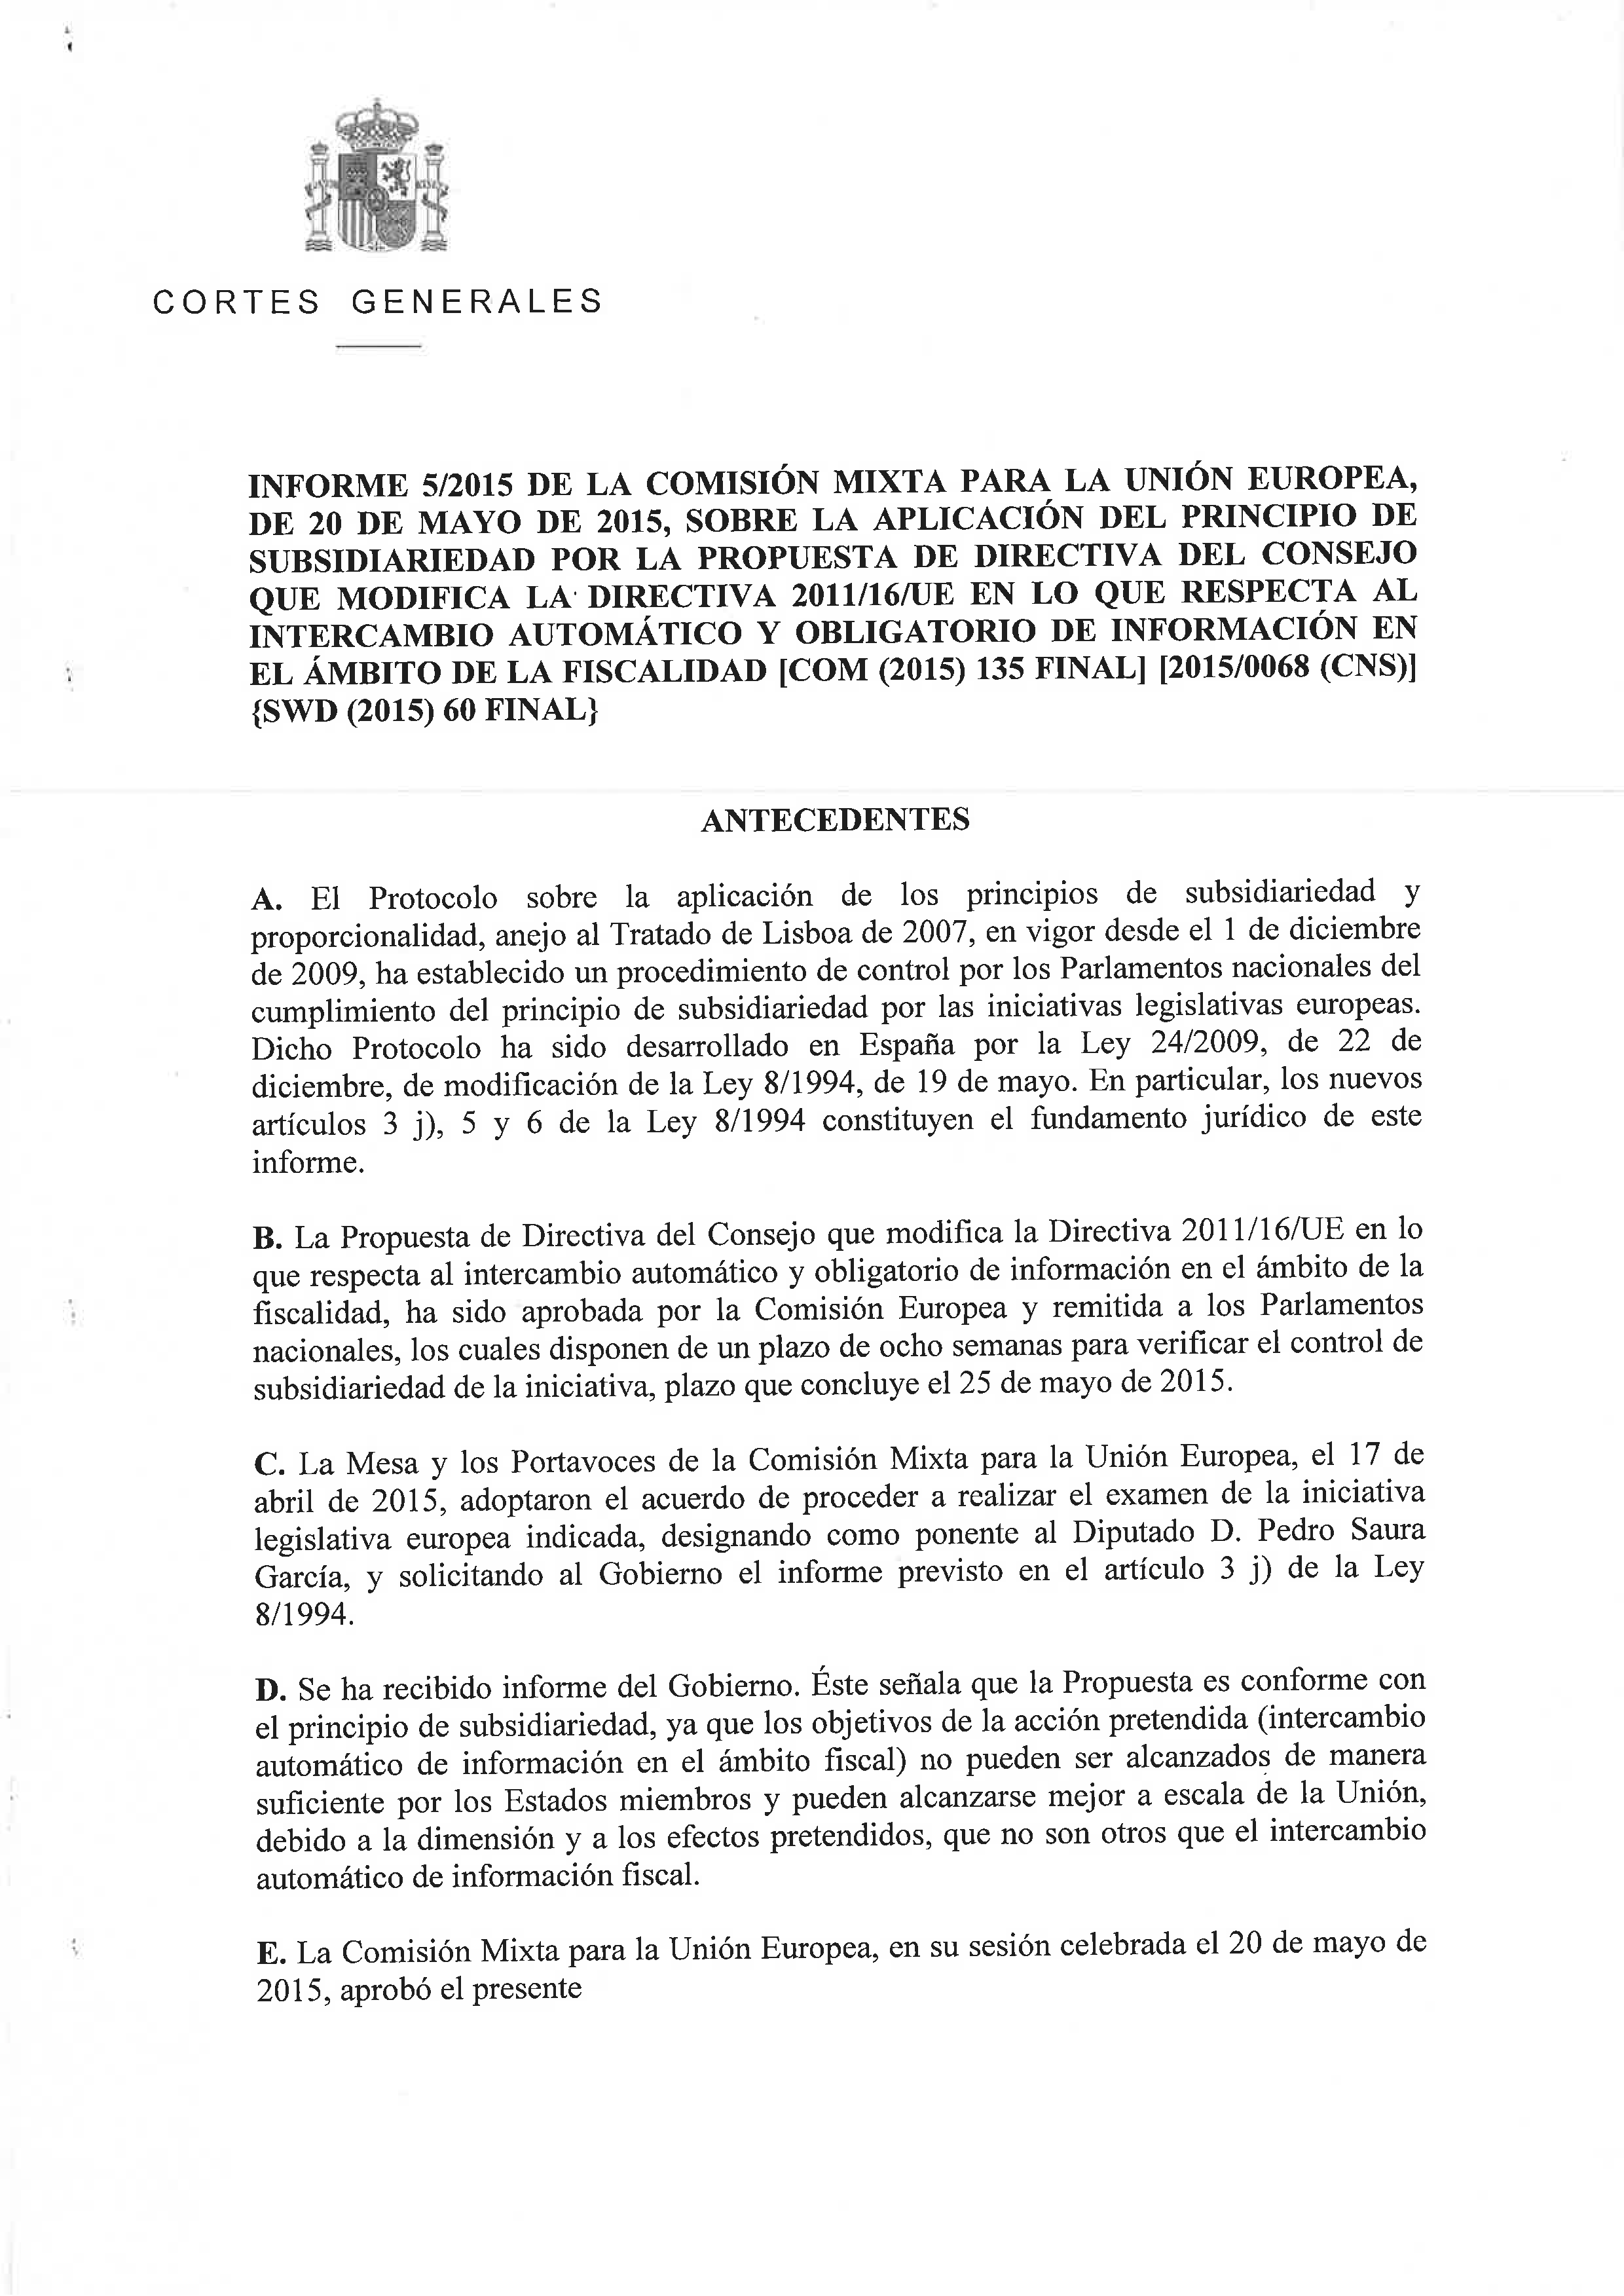 CORTES GENERALES
INFORME 5/2015 DE LA COMISIÓN MIXTA PARA LA UNIÓN EUROPEA,
DE 20 DE MAYO DE 2015, SOBRE LA APLICACIÓN DEL PRINCIPIO DE
SUBSIDIARIEDAD POR LA PROPUESTA DE DIRECTIVA DEL CONSEJO
QUE MODIFICA LA DIRECTIVA 2011/16/UE EN LO QUE RESPECTA AL
INTERCAMBIO AUTOMÁTICO Y OBLIGATORIO DE INFORMACIÓN EN
EL ÁMBITO DE LA FISCALIDAD [COM (2015) 135 FINAL] [2015/0068 (CNS)]
{SWD (2015) 60 FINAL}
ANTECEDENTES
A. El Protocolo sobre la aplicación de los principios de subsidiariedad y
proporcionalidad, anejo al Tratado de Lisboa de 2007, en vigor desde el 1 de diciembre
de 2009, ha establecido un procedimiento de control por los Parlamentos nacionales del
cumplimiento del principio de subsidiariedad por las iniciativas legislativas europeas.
Dicho Protocolo ha sido desarrollado en España por la Ley 24/2009, de 22 de
diciembre, de modificación de la Ley 8/1994, de 19 de mayo. En particular, los nuevos
artículos 3 j), 5 y 6 de la Ley 8/1994 constituyen el fundamento jurídico de este
informe.
B. La Propuesta de Directiva del Consejo que modifica la Directiva 2011/16/UE en lo
que respecta al intercambio automático y obligatorio de información en el ámbito de la
fiscalidad, ha sido aprobada por la Comisión Europea y remitida a los Parlamentos
nacionales, los cuales disponen de un plazo de ocho semanas para verificar el control de
subsidiariedad de la iniciativa, plazo que concluye el 25 de mayo de 2015.
C. La Mesa y los Portavoces de la Comisión Mixta para la Unión Europea, el 17 de
abril de 2015, adoptaron el acuerdo de proceder a realizar el examen de la iniciativa
legislativa europea indicada, designando como ponente al Diputado D. Pedro Saura
García, y solicitando al Gobierno el informe previsto en el artículo 3 j) de la Ley
8/1994.
D. Se ha recibido informe del Gobierno. Éste señala que la Propuesta es conforme con
el principio de subsidiariedad, ya que los objetivos de la acción pretendida (intercambio
automático de información en el ámbito fiscal) no pueden ser alcanzados de manera
suficiente por los Estados miembros y pueden alcanzarse mejor a escala de la Unión,
debido a la dimensión y a los efectos pretendidos, que no son otros que el intercambio
automático de información fiscal.
E. La Comisión Mixta para la Unión Europea, en su sesión celebrada el 20 de mayo de
2015, aprobó el presente